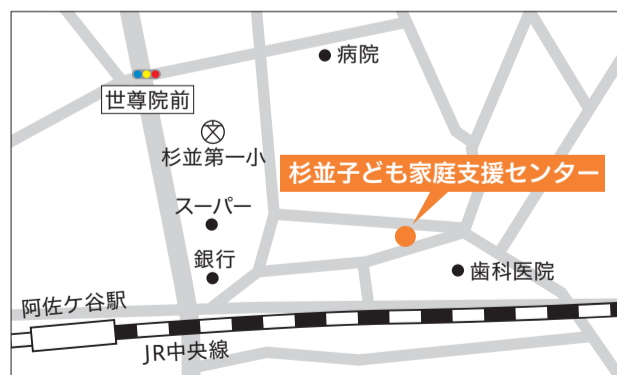 病院
世尊院前
杉並第一小
杉並子ども家庭支援センター
スーパー
銀行
歯科医院
阿佐ケ谷駅
JR中央線